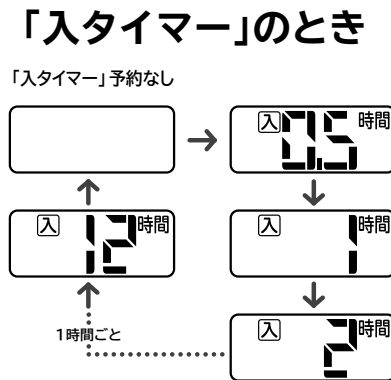 「入タイマー」のとき
「入タイマー」予約なし
入 0.5 時間
入 12 時間
入 1 時間
1時間ごと
入 2 時間